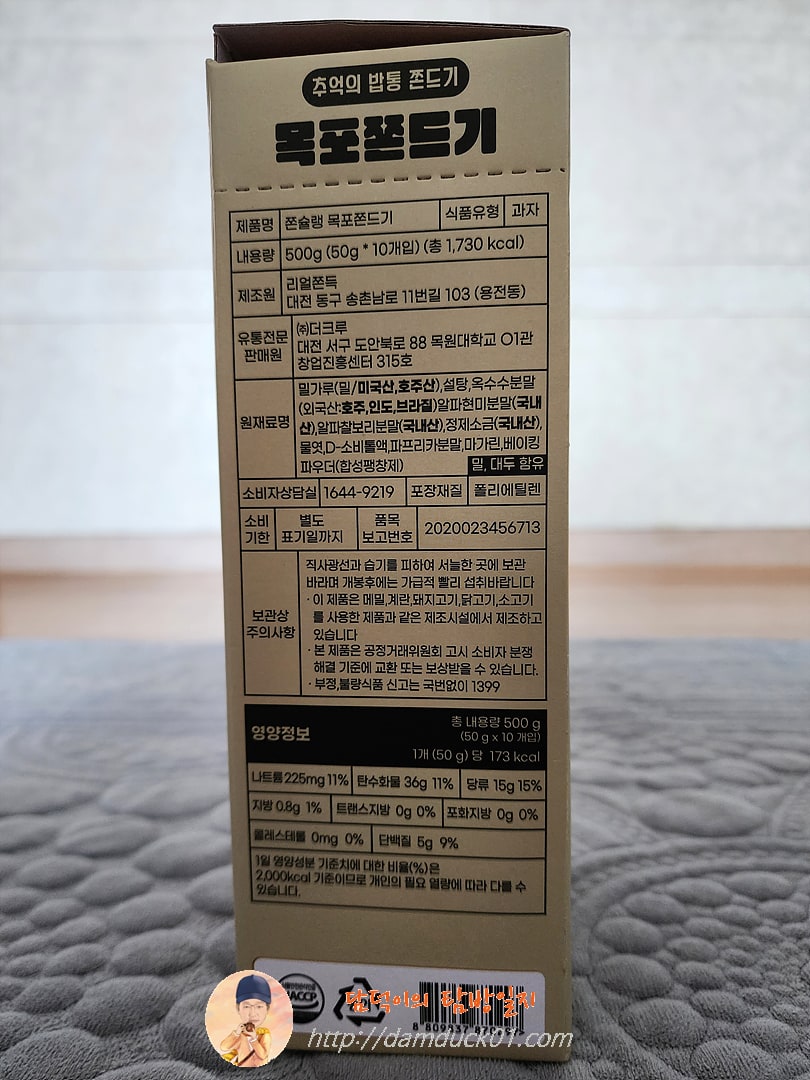 추억의 밥통 쫀드기
목포쫀드기
제품명 쫀슐랭 목포쫀드기 식품유형 과자
내용량 500g (50g * 10개입) (총 1,730 kcal)
제조원 리얼쫀득
대전 동구 송촌남로 11번길 103 (용전동)
유통전문
판매원
㈜더크루
대전 서구 도안북로 88 목원대학교 O1관
창업진흥센터 315호
원재료명
밀가루(밀/미국산,호주산),설탕,옥수수분말
(외국산:호주,인도,브라질)알파현미분말(국내
산),알파찰보리분말(국내산),정제소금(국내산),
물엿,D-소비톨액,파프리카분말,마가린,베이킹
파우더(합성팽창제) 밀, 대두 함유
소비자상담실 1644-9219 포장재질 폴리에틸렌
소비
기한
별도
표기일까지
품목
보고번호
2020023456713
보관상
주의사항
직사광선과 습기를 피하여 서늘한 곳에 보관
바라며 개봉후에는 가급적 빨리 섭취바랍니다
· 이 제품은 메밀,계란,돼지고기,닭고기,소고기
를 사용한 제품과 같은 제조시설에서 제조하고
있습니다
· 본 제품은 공정거래위원회 고시 소비자 분쟁
해결 기준에 교환 또는 보상받을 수 있습니다.
· 부정,불량식품 신고는 국번없이 1399
영양정보
총 내용량 500 g
(50 g x 10 개입)
1개 (50 g) 당 173 kcal
나트륨 225mg 11% 탄수화물 36g 11% 당류 15g 15%
지방 0.8g 1% 트랜스지방 0g 0% 포화지방 0g 0%
콜레스테롤 0mg 0% 단백질 5g 9%
1일 영양성분 기준치에 대한 비율(%)은
2,000kcal 기준이므로 개인의 필요 열량에 따라 다를 수
있습니다.
HACCP
담덕이의 탐방일지
http://damduck01.com